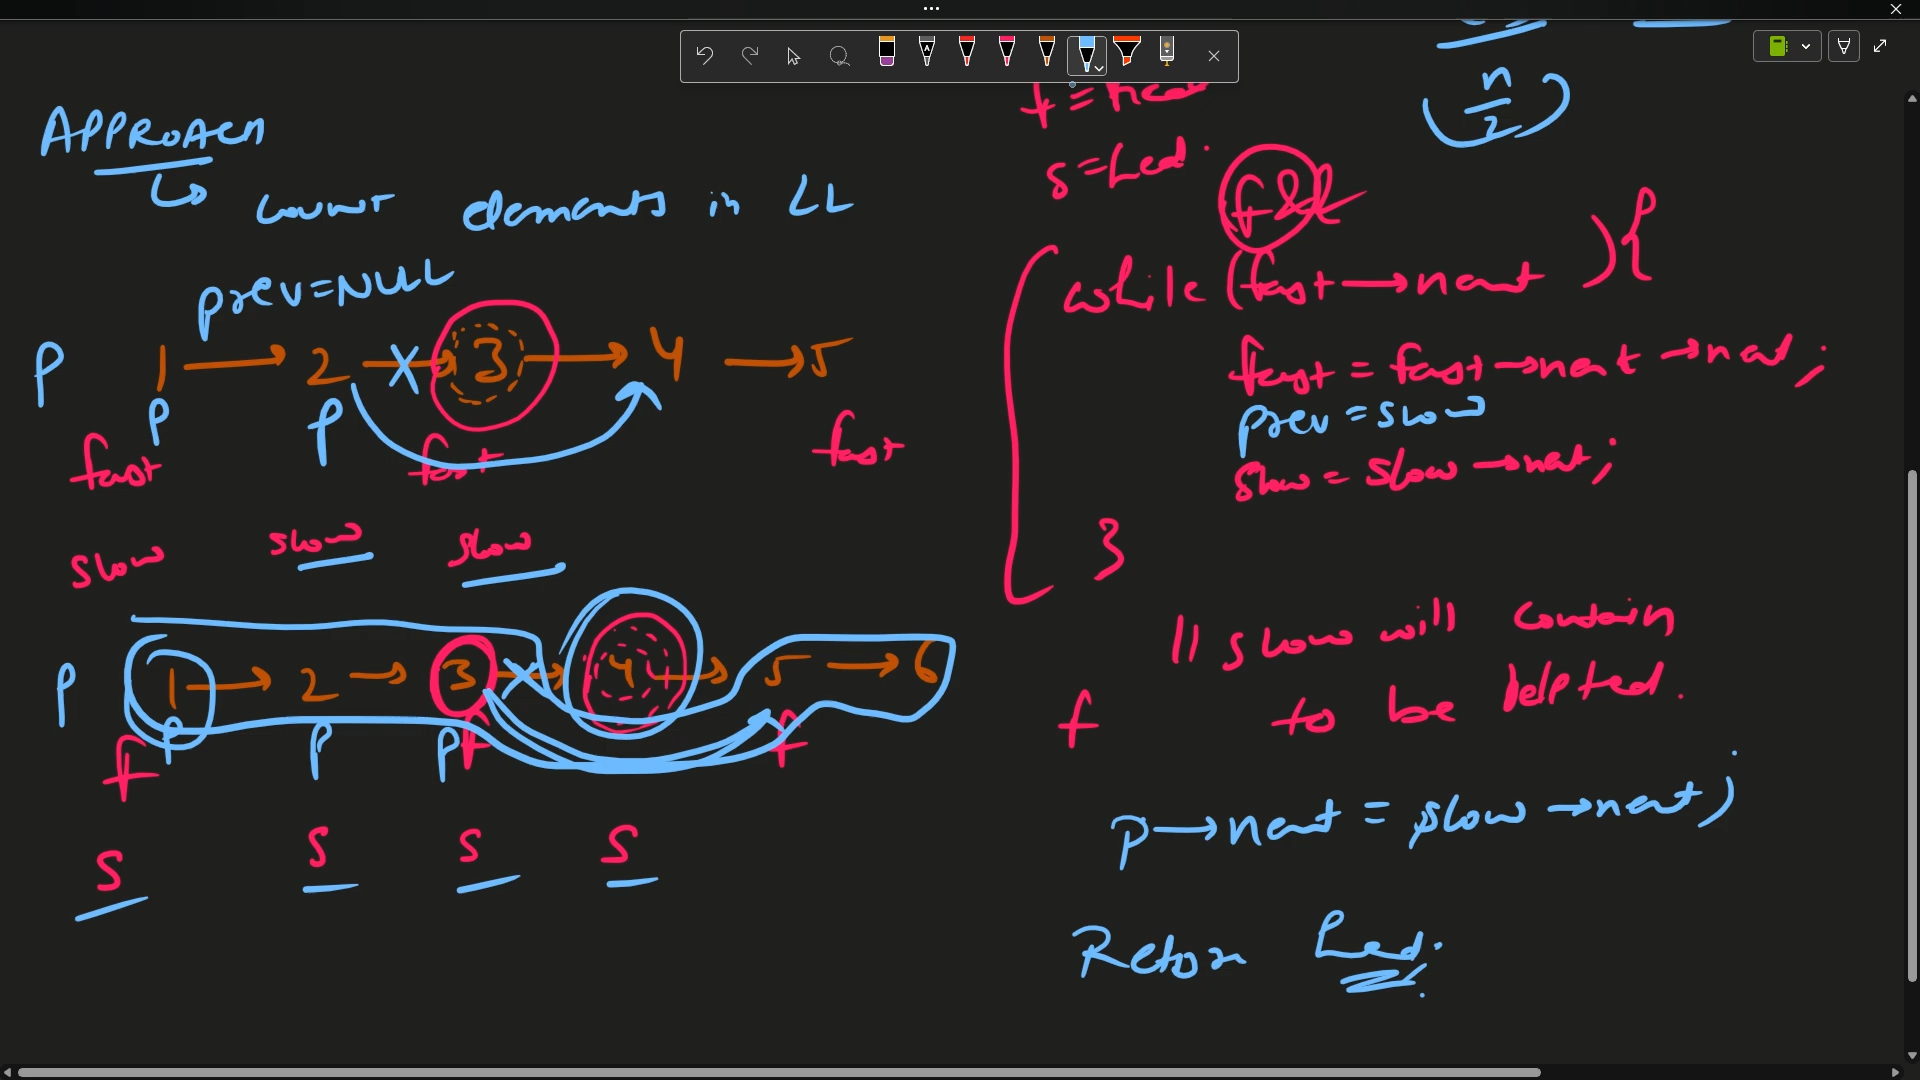 APPROACH
count elements in LL
prev=NULL
P 1 → 2 → 3 → 4 → 5
P P
fast fast fast
slow slow slow
P 1 → 2 → 3 → 4 → 5 → 6
f P P P f f
S S S S
n
2
f = head
s = head.
f &&
while (fast → next ) {
fast = fast → next → next;
prev = slow
slow = slow → next;
}
// slow will contain
f to be Deleted.
P → next = slow → next;
Return head.